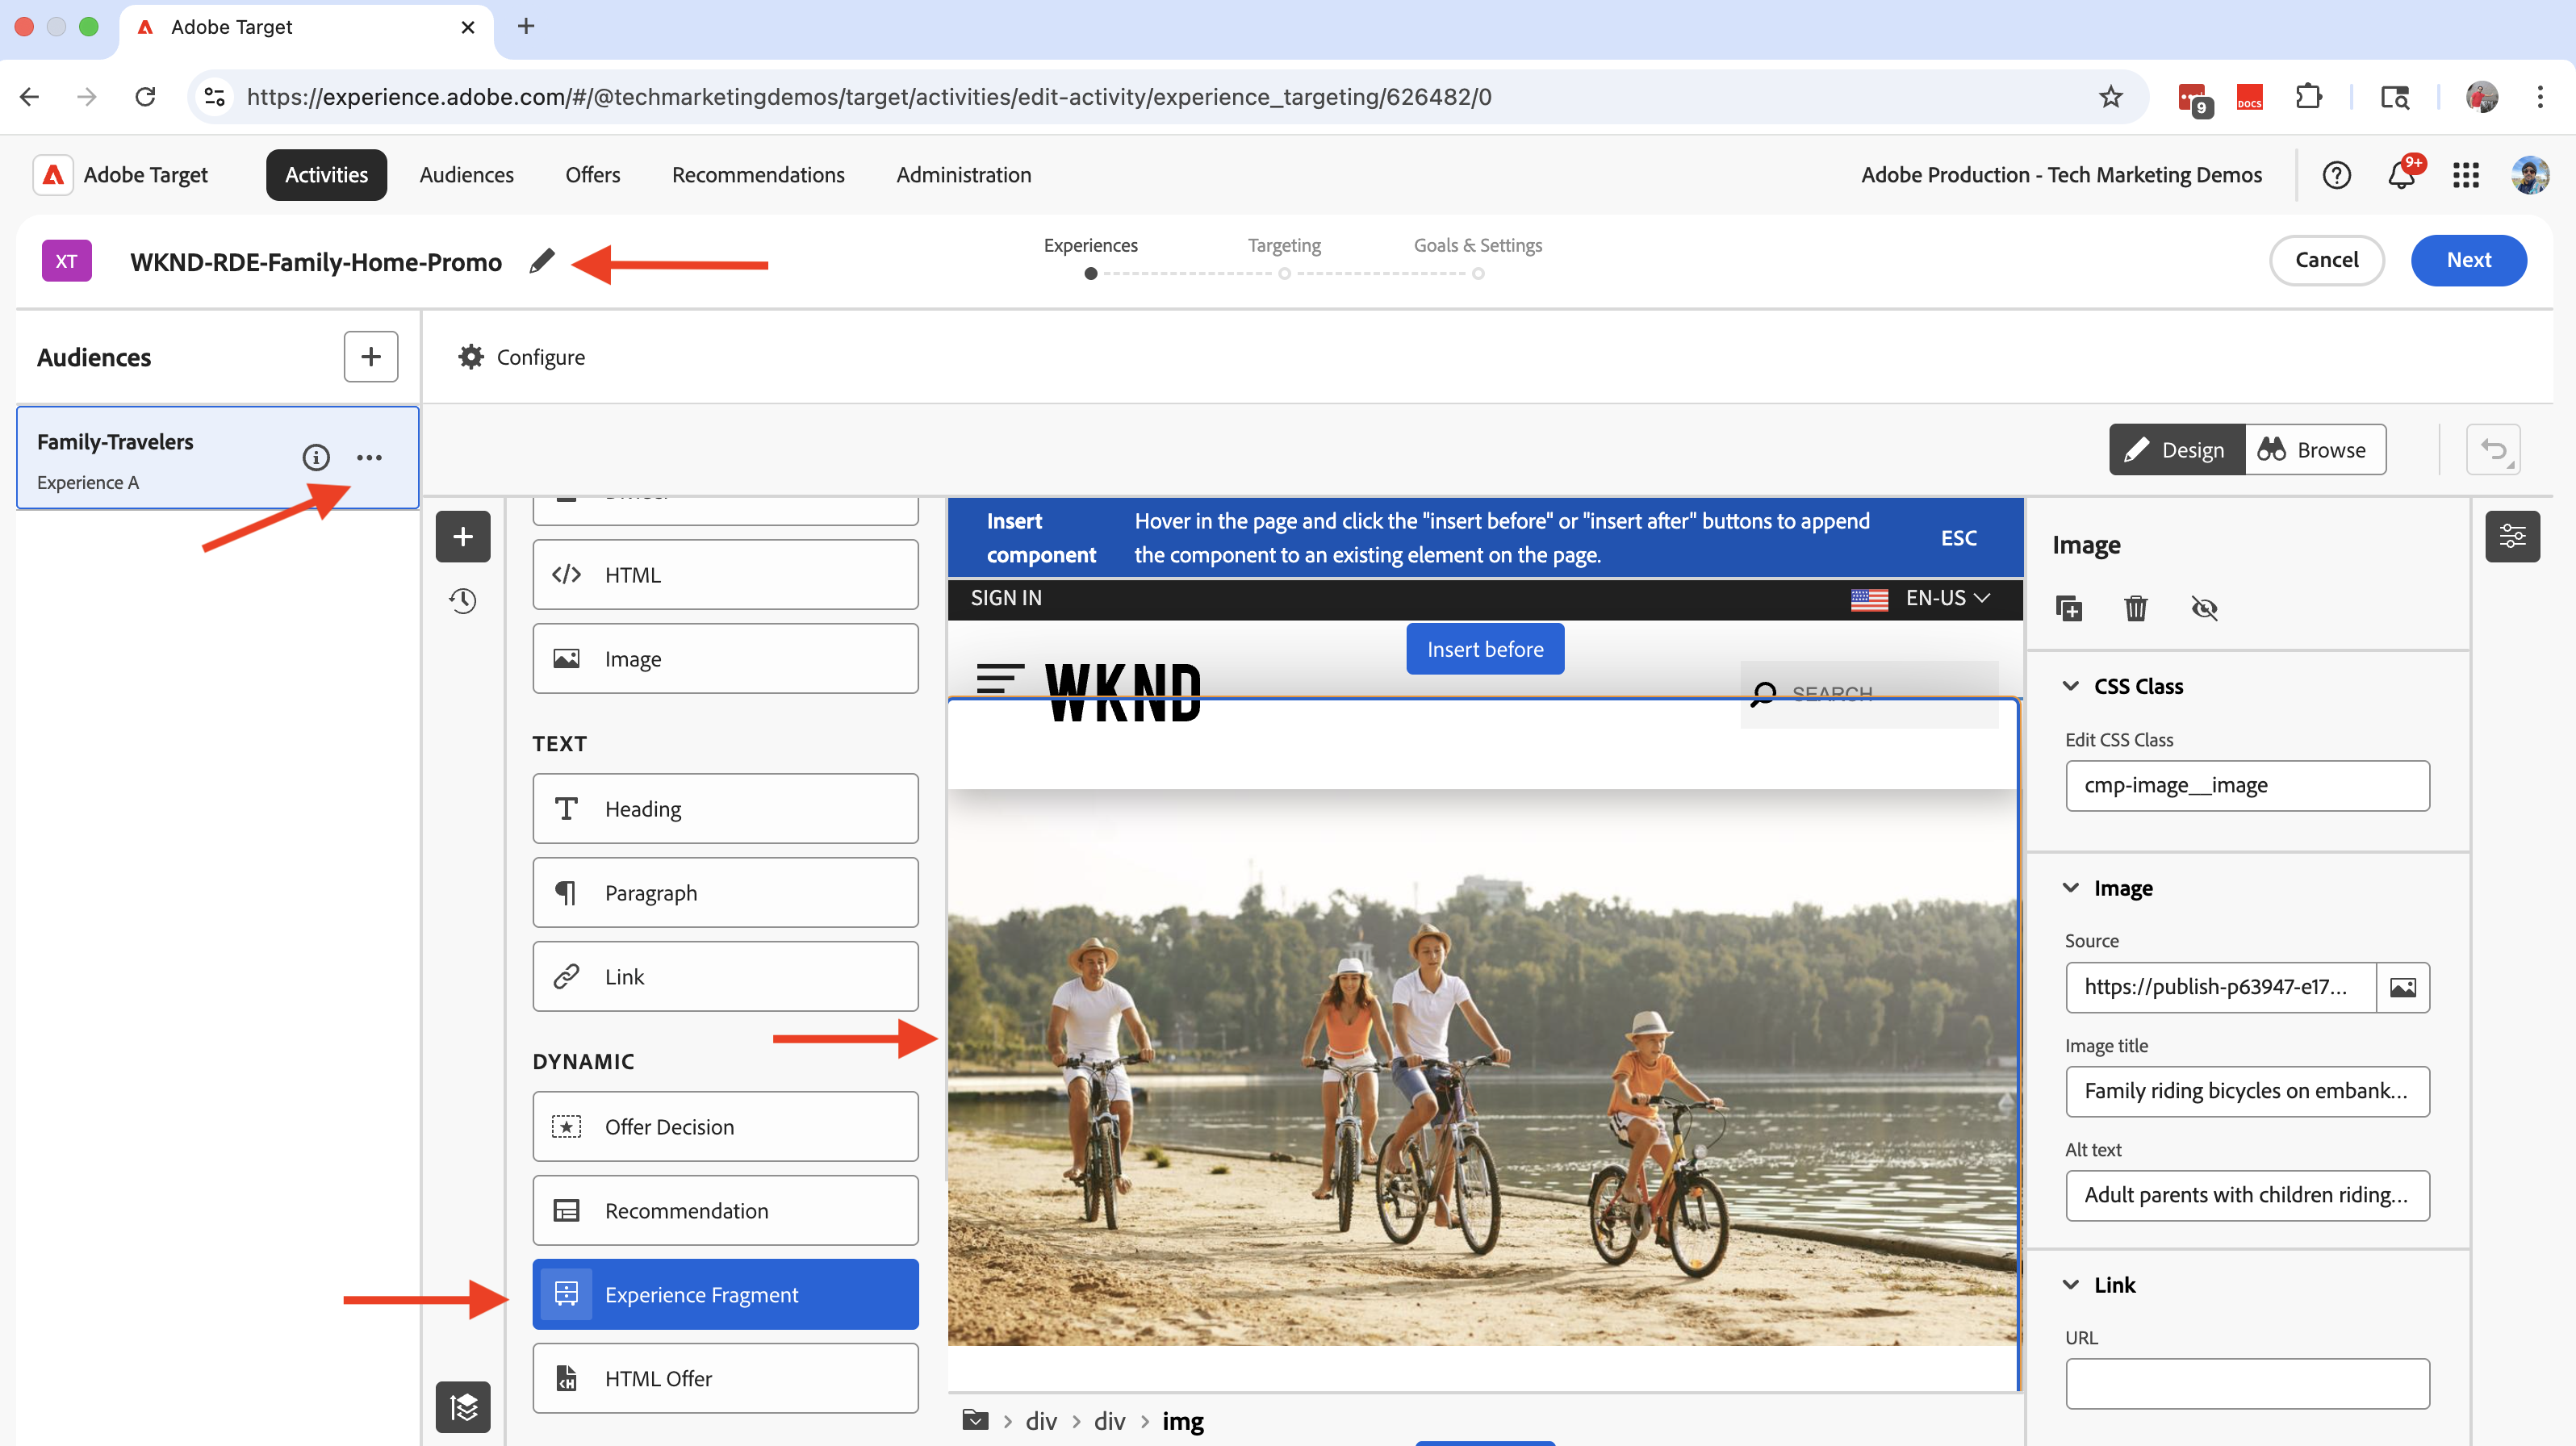 Adobe Target
https://experience.adobe.com/#/@techmarketingdemos/target/activities/edit-activity/experience_targeting/626482/0
9
DOCS
Adobe Target
Activities
Audiences
Offers
Recommendations
Administration
Adobe Production - Tech Marketing Demos
9+
XT
WKND-RDE-Family-Home-Promo
Experiences
Targeting
Goals & Settings
Cancel
Next
Audiences
Configure
Family-Travelers
Experience A
Design
Browse
HTML
Image
TEXT
Heading
Paragraph
Link
DYNAMIC
Offer Decision
Recommendation
Experience Fragment
HTML Offer
Insert component
Hover in the page and click the "insert before" or "insert after" buttons to append
the component to an existing element on the page.
ESC
SIGN IN
EN-US
Insert before
WKND
SEARCH
div > div > img
Image
CSS Class
Edit CSS Class
cmp-image__image
Image
Source
https://publish-p63947-e17...
Image title
Family riding bicycles on embank...
Alt text
Adult parents with children riding...
Link
URL